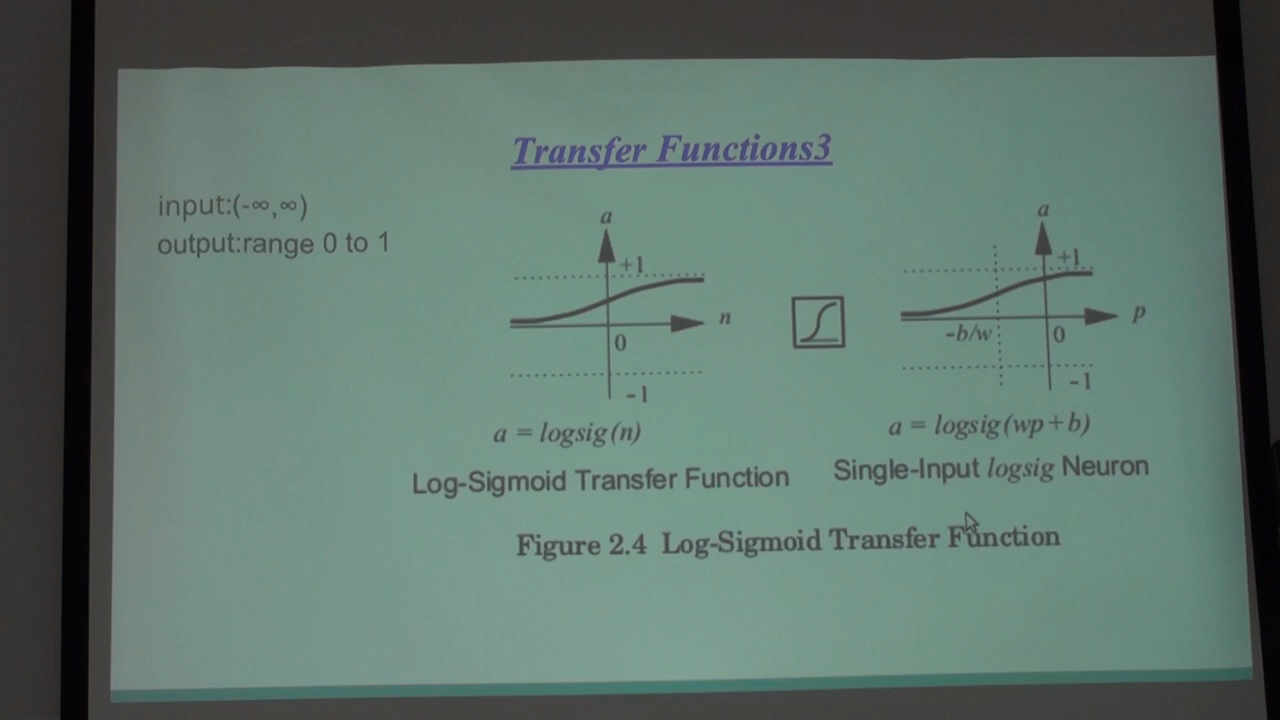 Transfer Functions3
input:(-∞,∞)
output:range 0 to 1
a
+1
n
0
-1
a = logsig(n)
Log-Sigmoid Transfer Function
a
+1
p
-b/w
0
-1
a = logsig(wp+b)
Single-Input logsig Neuron
Figure 2.4 Log-Sigmoid Transfer Function